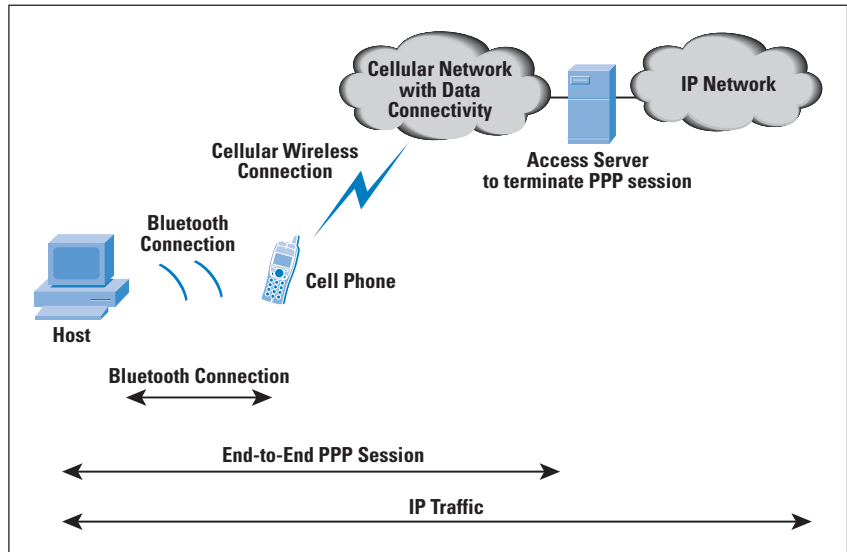 Cellular Network
with Data
Connectivity
IP Network
Access Server
to terminate PPP session
Cellular Wireless
Connection
Bluetooth
Connection
Cell Phone
Host
Bluetooth Connection
End-to-End PPP Session
IP Traffic